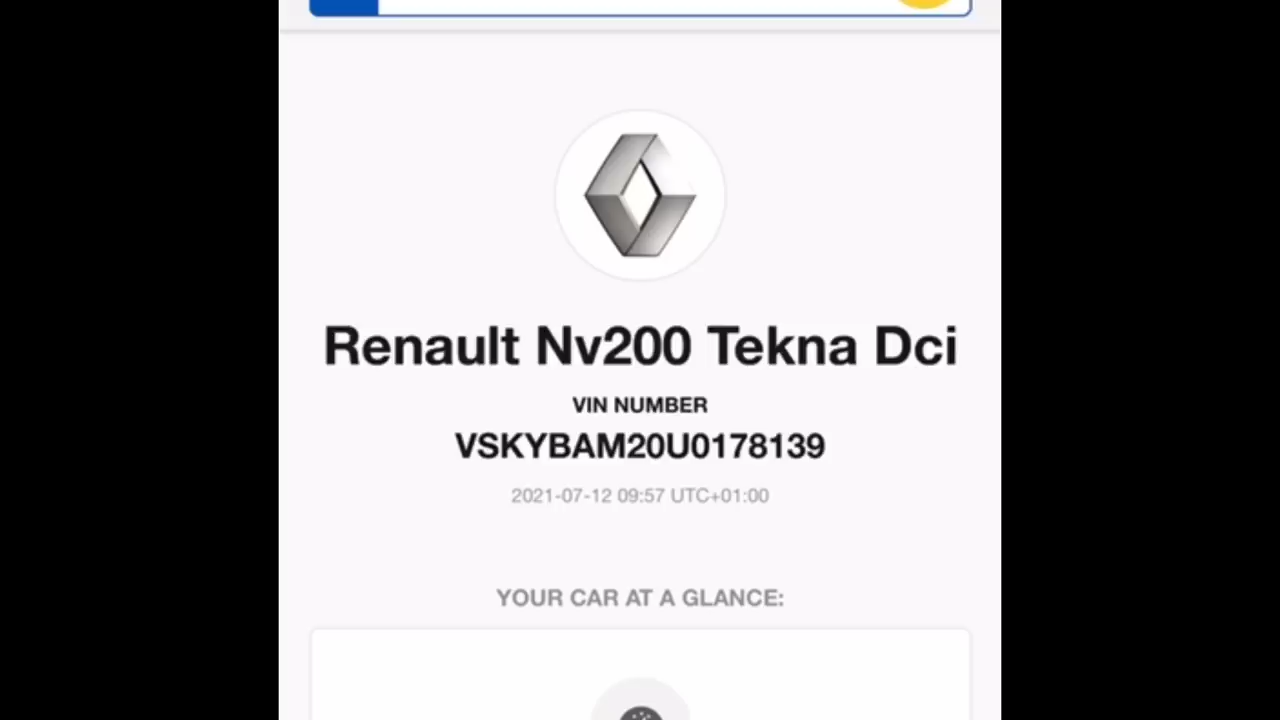 Renault Nv200 Tekna Dci
VIN NUMBER
VSKYBAM20U0178139
2021-07-12 09:57 UTC+01:00
YOUR CAR AT A GLANCE: